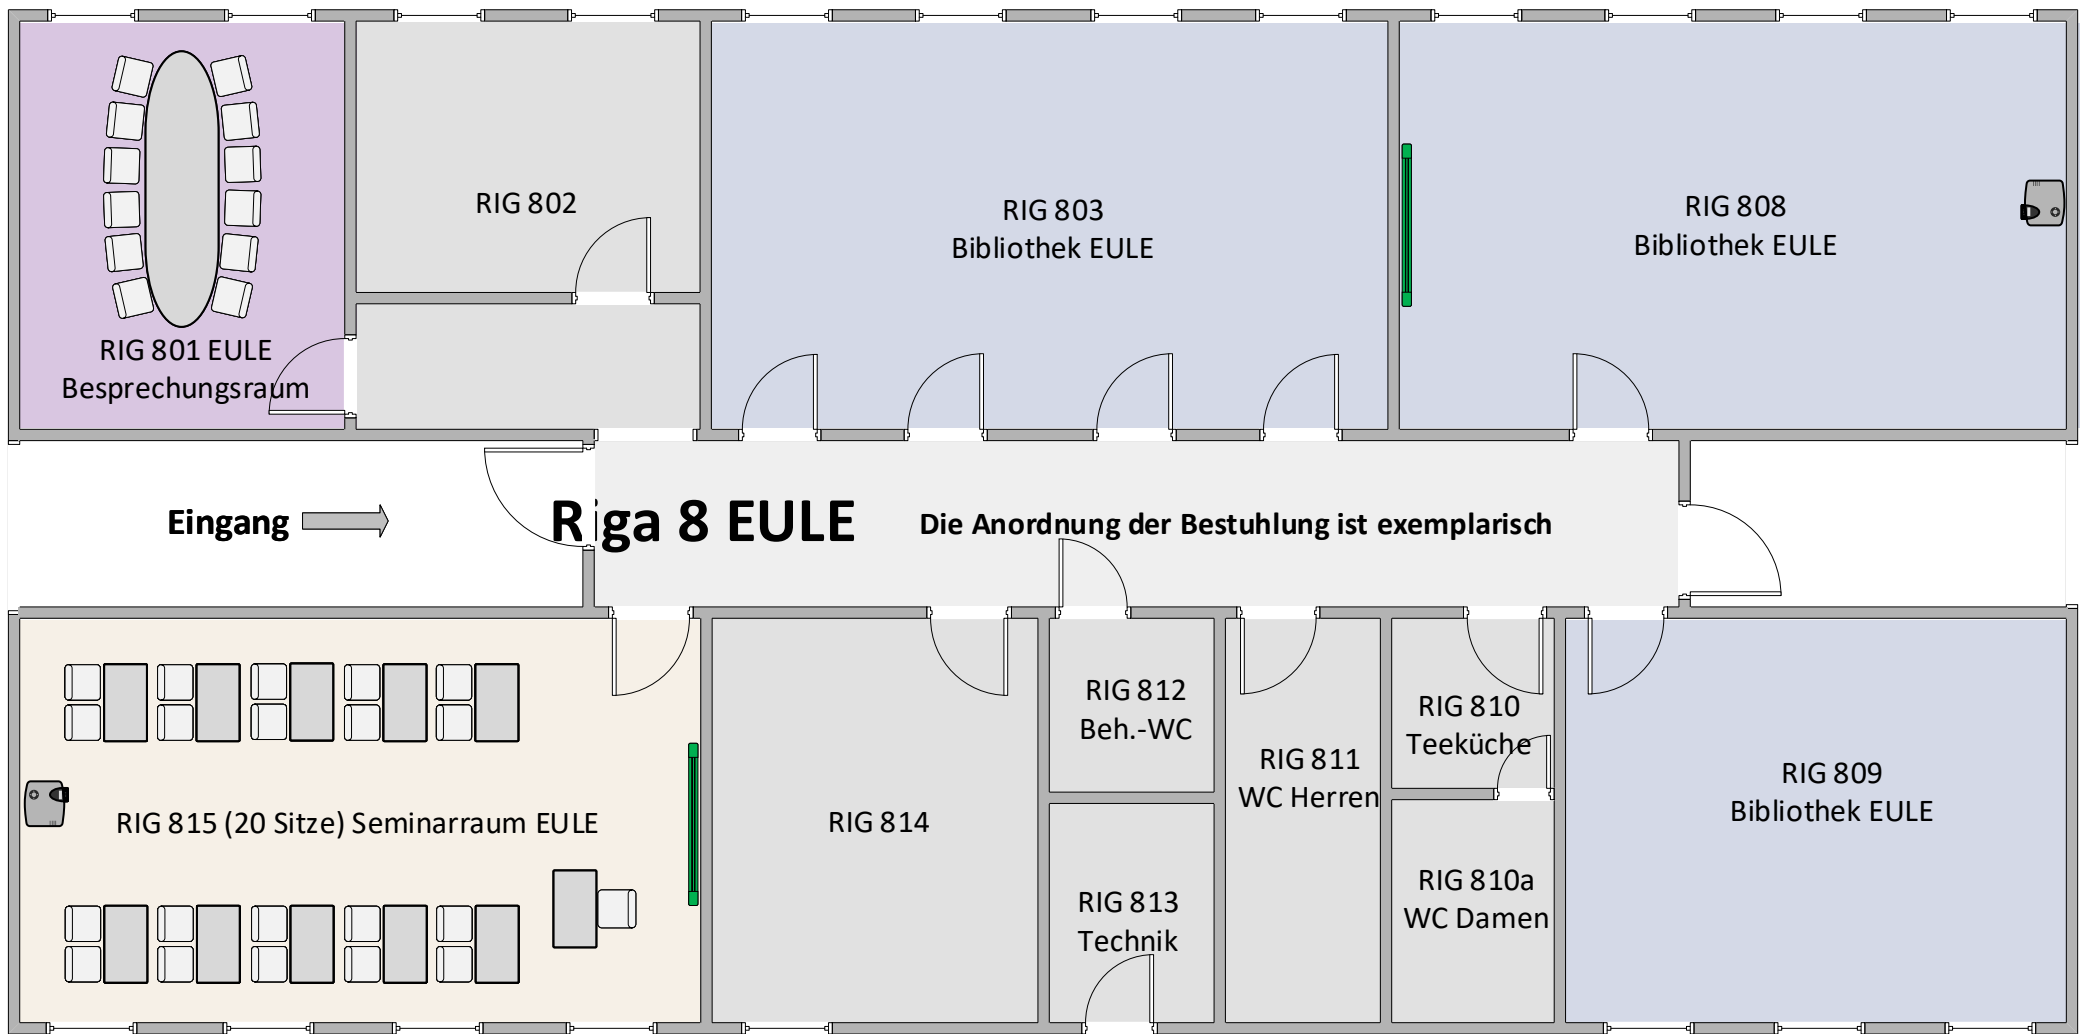 RIG 801 EULE
Besprechungsraum
RIG 802
RIG 803
Bibliothek EULE
RIG 808
Bibliothek EULE
Eingang
Riga 8 EULE
Die Anordnung der Bestuhlung ist exemplarisch
RIG 815 (20 Sitze) Seminarraum EULE
RIG 814
RIG 812
Beh.-WC
RIG 813
Technik
RIG 811
WC Herren
RIG 810
Teeküche
RIG 810a
WC Damen
RIG 809
Bibliothek EULE